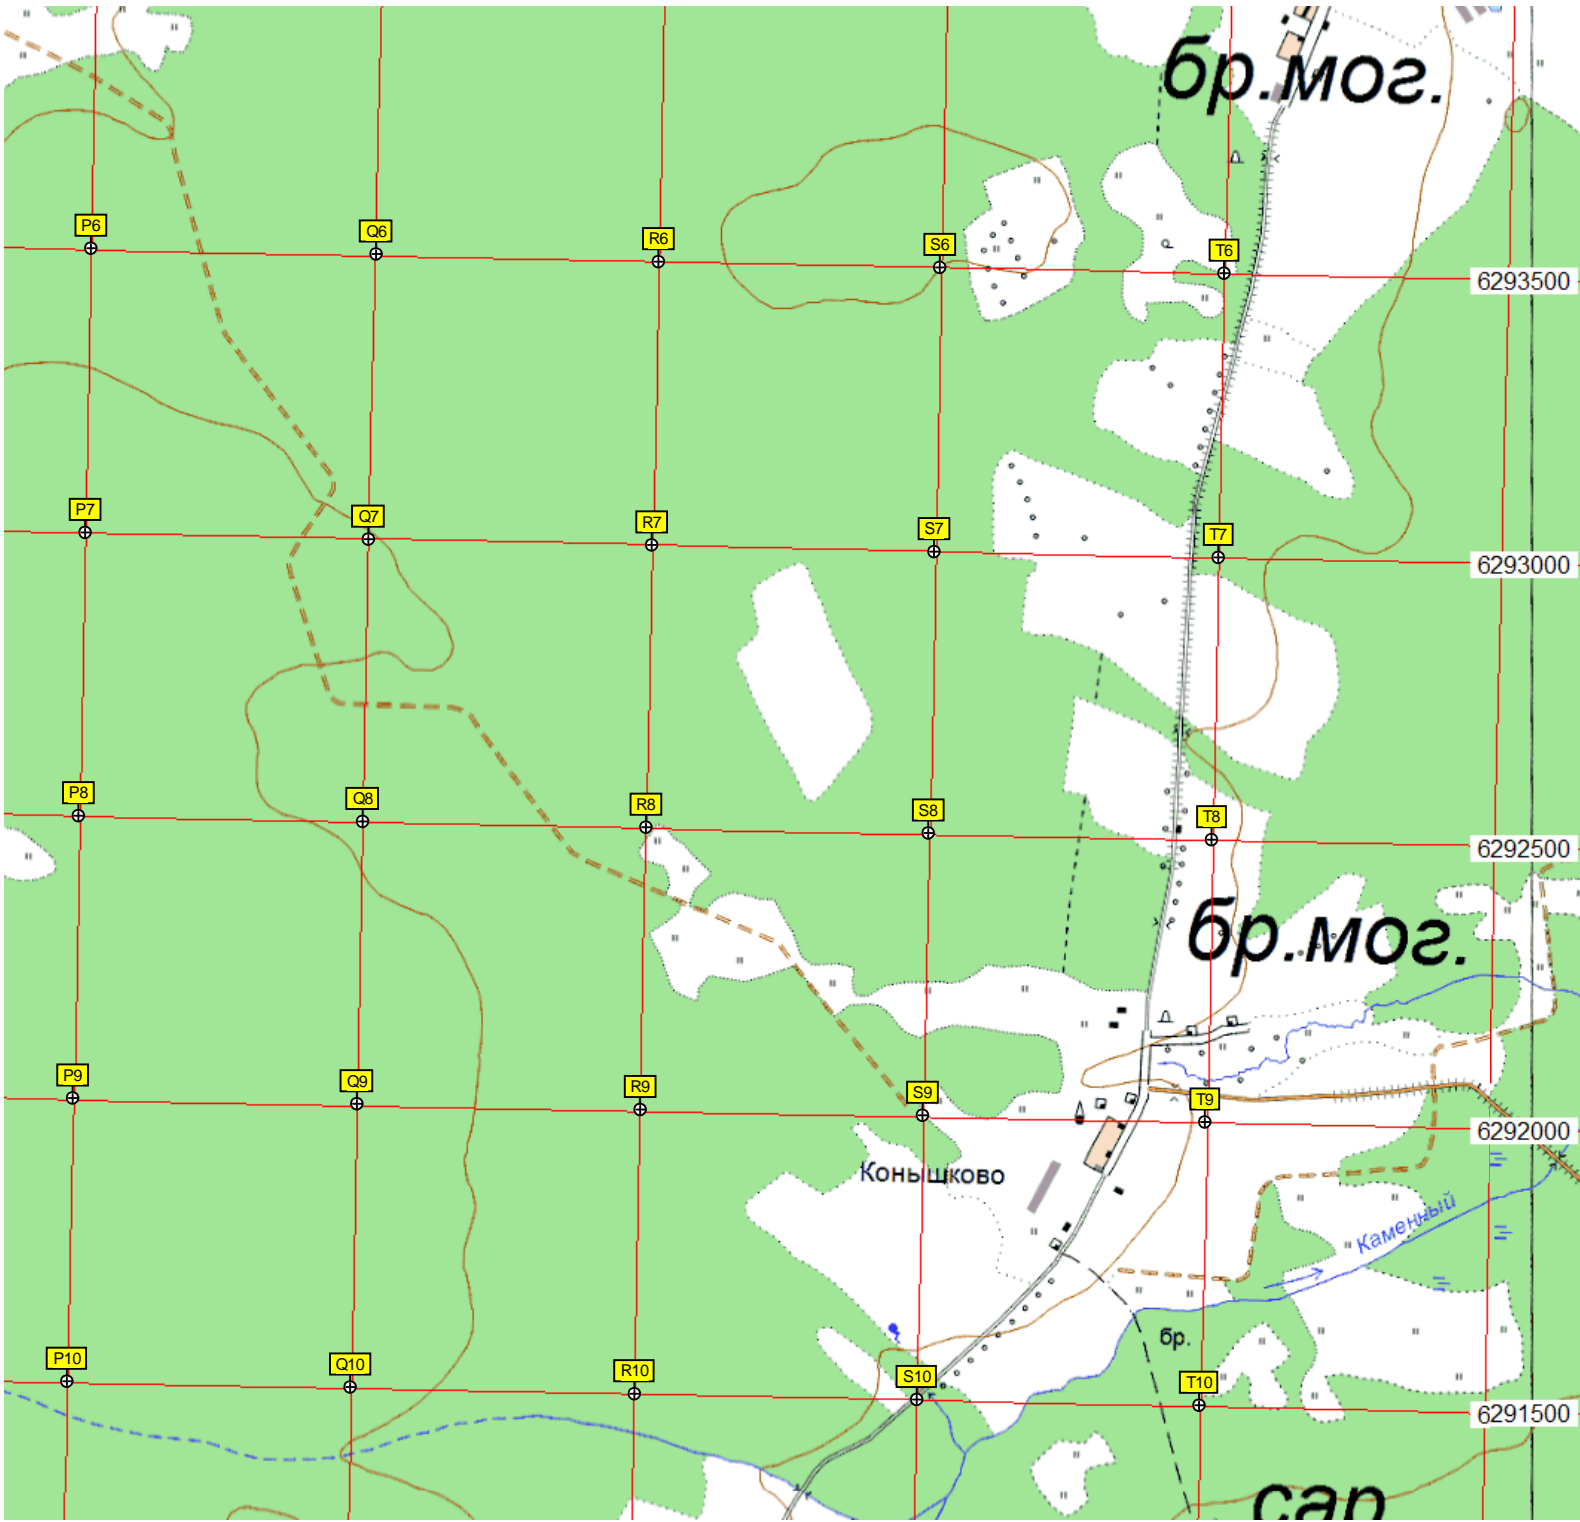 бр.мог.
P6
Q6
R6
S6
T6
6293500
P7
Q7
R7
S7
T7
6293000
P8
Q8
R8
S8
T8
6292500
бр.мог.
P9
Q9
R9
S9
T9
6292000
Конышково
Каменный
бр.
P10
Q10
R10
S10
T10
6291500
сар